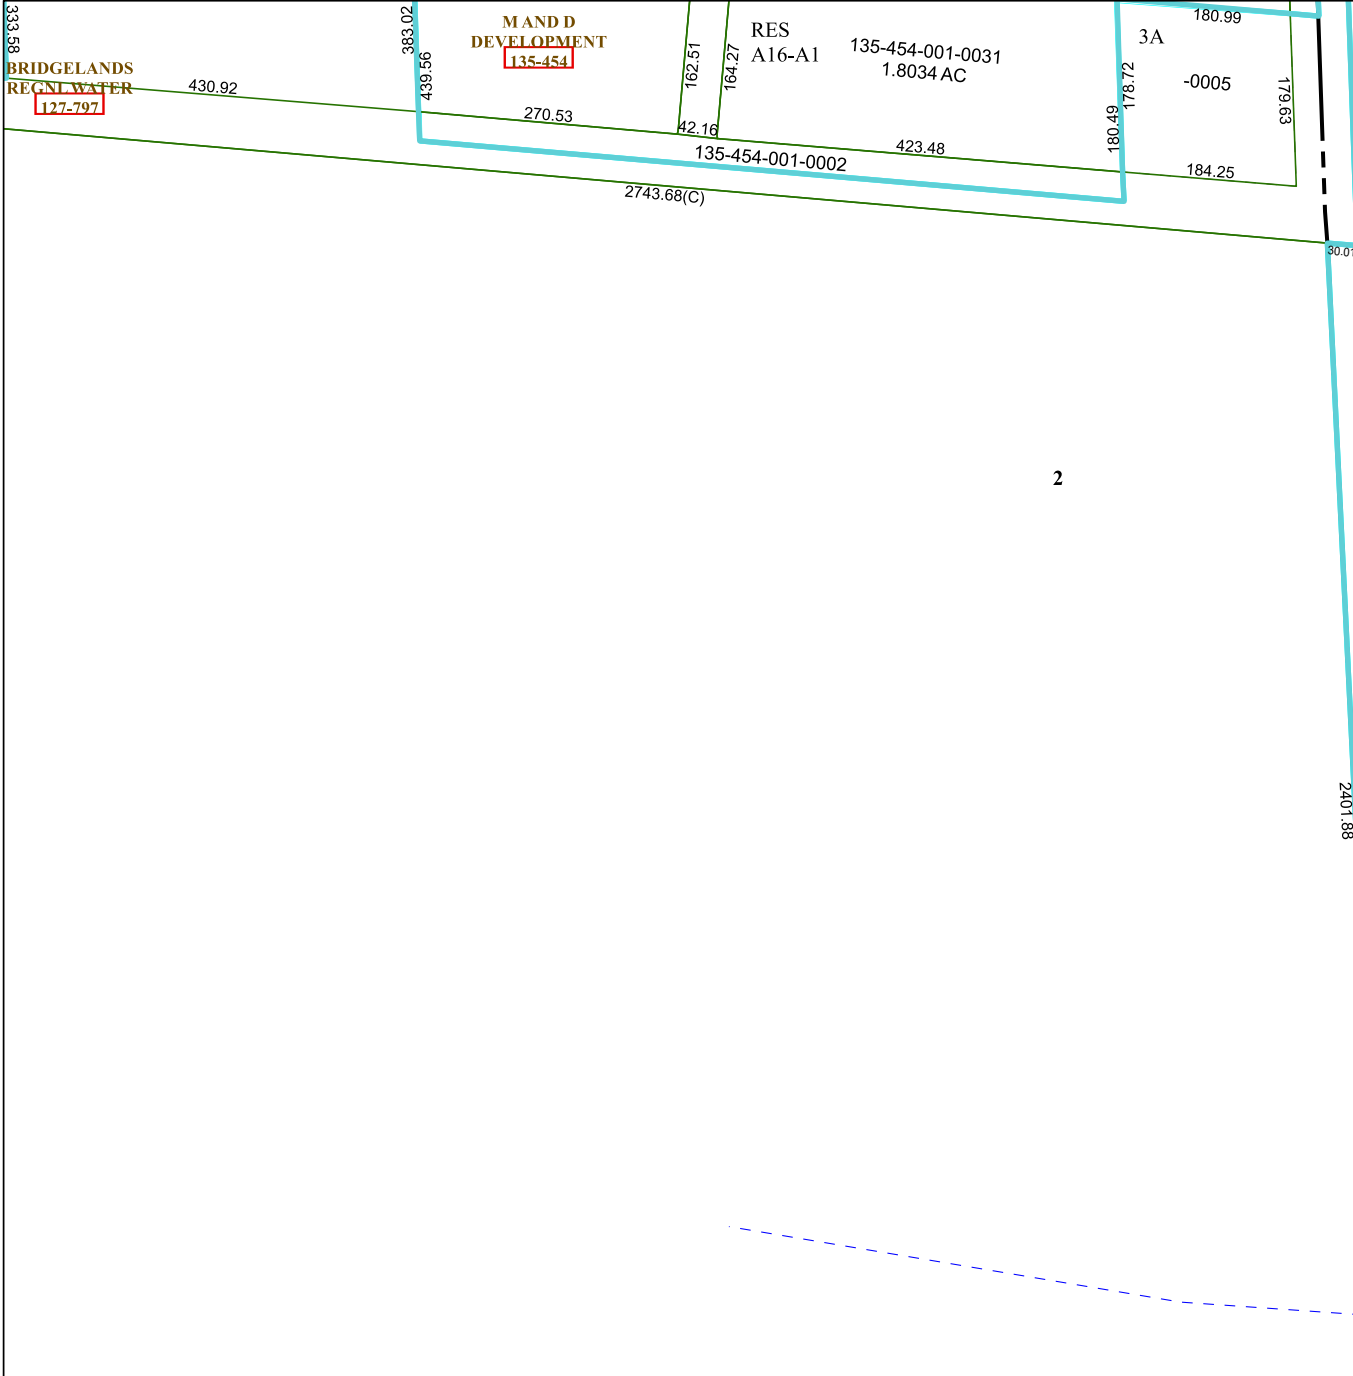 333.58
BRIDGELANDS
REGNL WATER
127-797
430.92
383.02
439.56
M AND D
DEVELOPMENT
135-454
270.53
162.51
42.16
164.27
RES
A16-A1
135-454-001-0031
1.8034 AC
423.48
135-454-001-0002
2743.68(C)
180.49
178.72
180.99
3A
-0005
179.63
184.25
30.01
2
2401.88